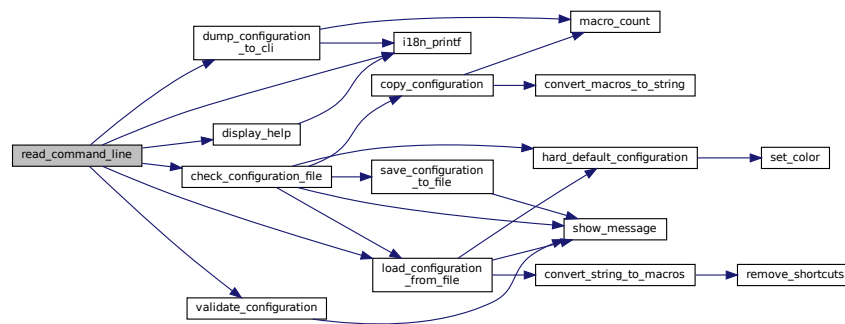 dump_configuration
_to_cli
macro_count
i18n_printf
copy_configuration
convert_macros_to_string
display_help
read_command_line
check_configuration_file
hard_default_configuration
set_color
save_configuration
_to_file
show_message
load_configuration
_from_file
convert_string_to_macros
remove_shortcuts
validate_configuration